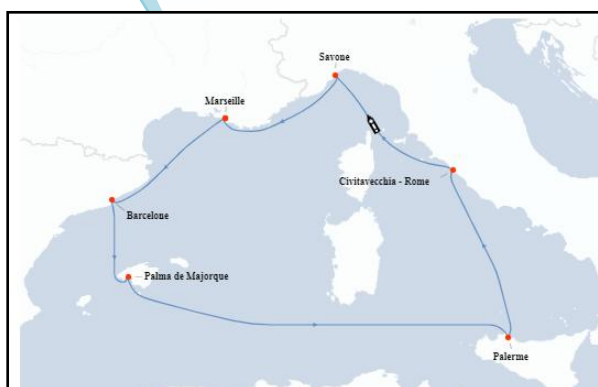 Savone
Marseille
Civitavecchia - Rome
Barcelone
Palma de Majorque
Palerme